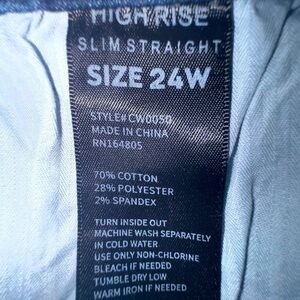 HIGH RISE
SLIM STRAIGHT
SIZE 24W
STYLE# CW0050
MADE IN CHINA
RN164805
70% COTTON
28% POLYESTER
2% SPANDEX
TURN INSIDE OUT
MACHINE WASH SEPARATELY
IN COLD WATER
USE ONLY NON-CHLORINE
BLEACH IF NEEDED
TUMBLE DRY LOW
WARM IRON IF NEEDED